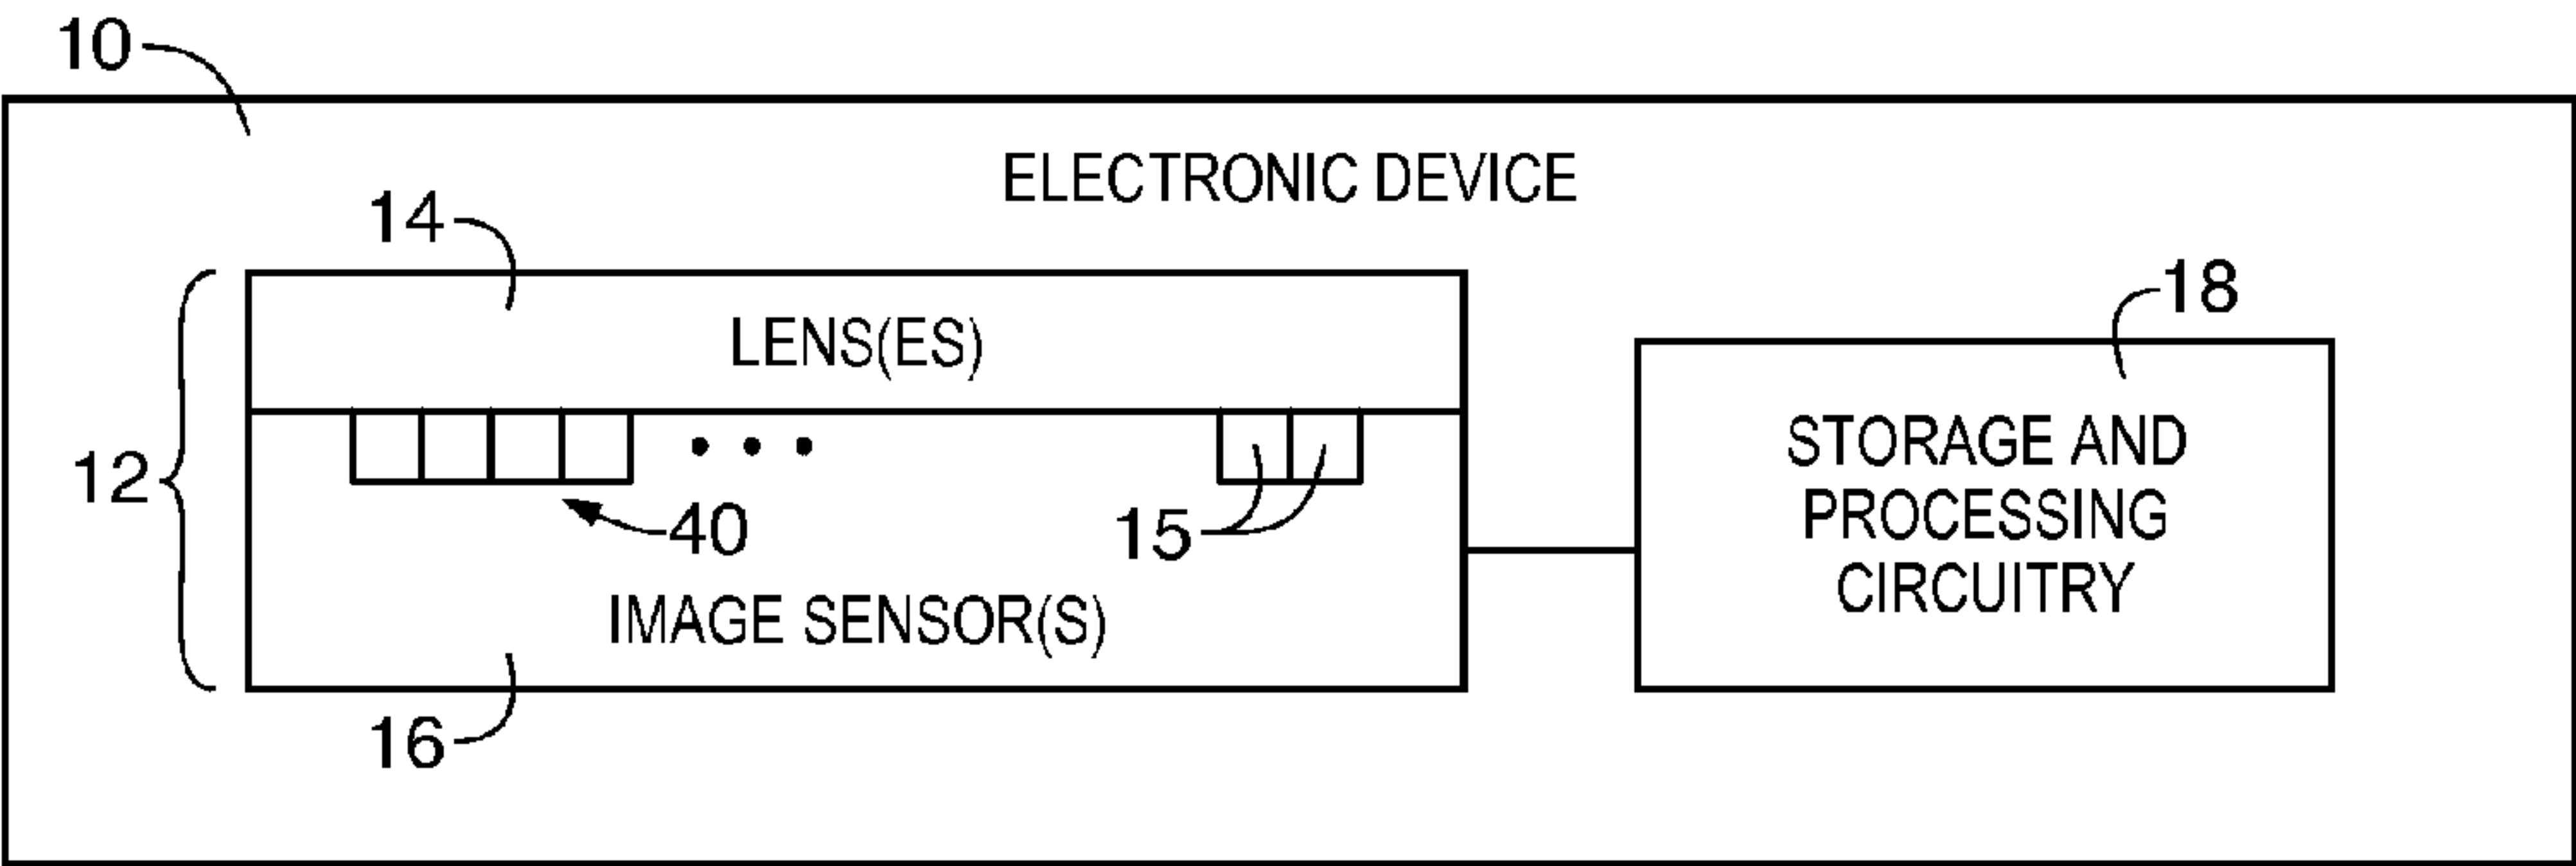 10
ELECTRONIC DEVICE
14
18
LENS(ES)
12
40
15
STORAGE AND
PROCESSING
CIRCUITRY
IMAGE SENSOR(S)
16